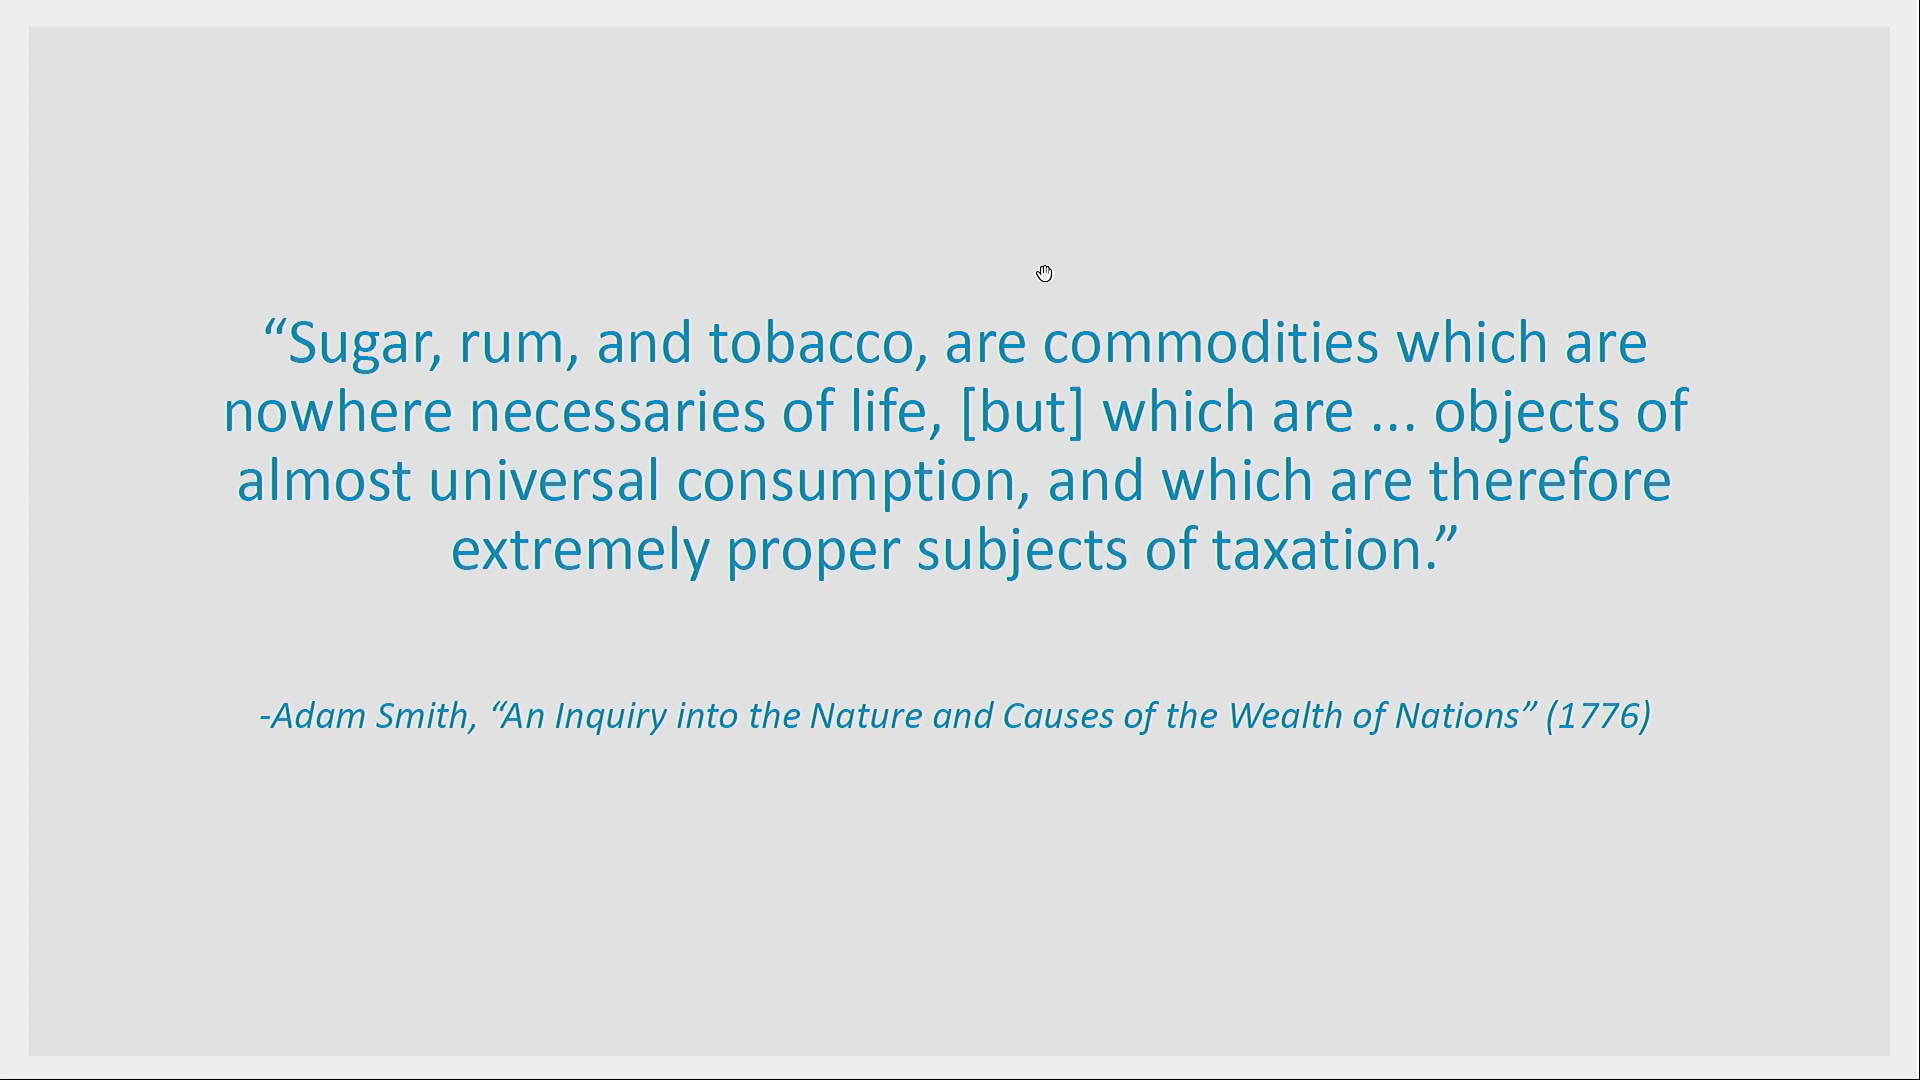 “Sugar, rum, and tobacco, are commodities which are
nowhere necessaries of life, [but] which are ... objects of
almost universal consumption, and which are therefore
extremely proper subjects of taxation.”
-Adam Smith, “An Inquiry into the Nature and Causes of the Wealth of Nations” (1776)